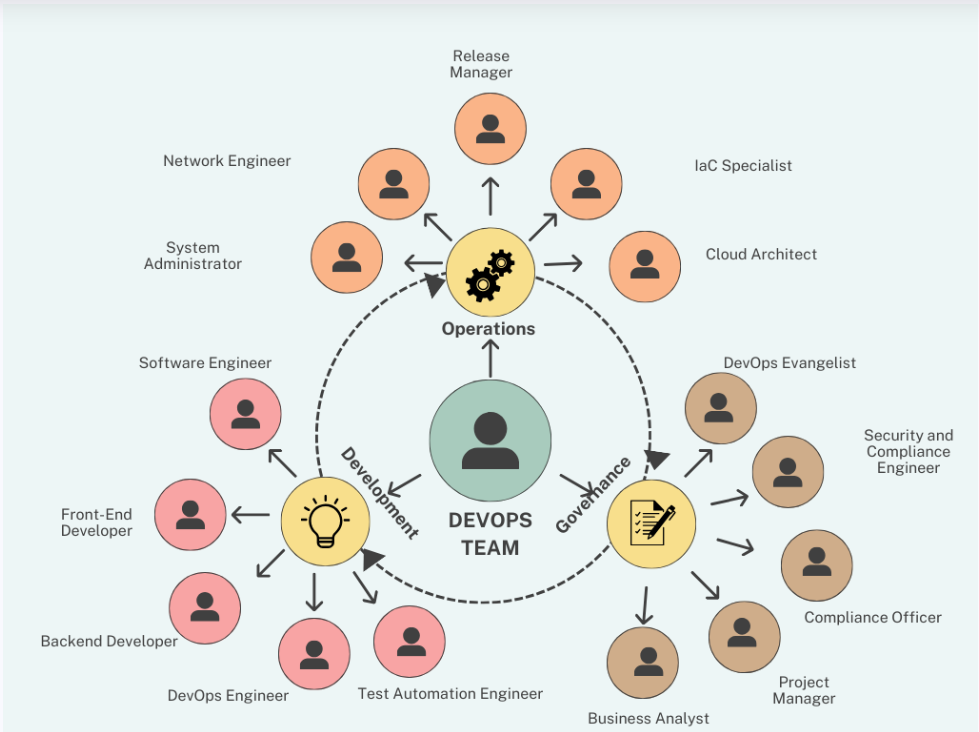 Release
Manager
Network Engineer
IaC Specialist
System
Administrator
Cloud Architect
Operations
Software Engineer
DevOps Evangelist
Security and
Compliance
Engineer
Development
Governance
Front-End
Developer
DEVOPS
TEAM
Compliance Officer
Backend Developer
DevOps Engineer
Test Automation Engineer
Project
Manager
Business Analyst